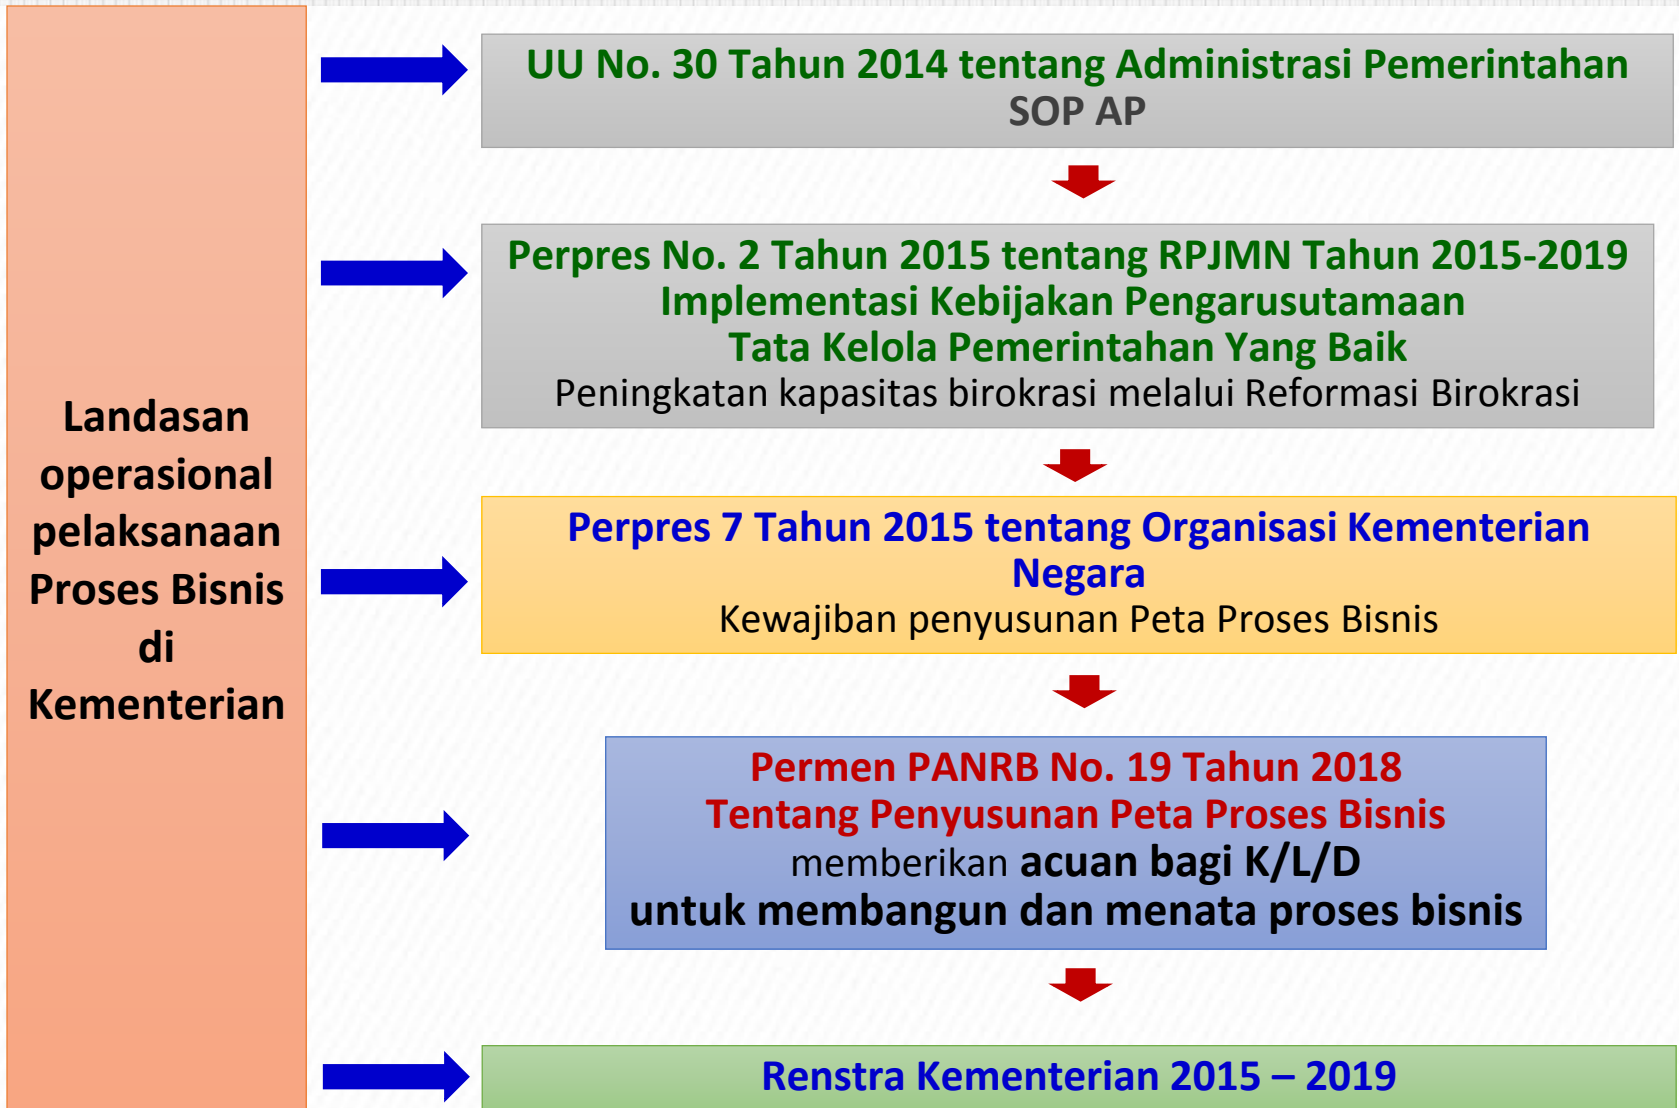 Landasan
operasional
pelaksanaan
Proses Bisnis
di
Kementerian
UU No. 30 Tahun 2014 tentang Administrasi Pemerintahan
SOP AP
Perpres No. 2 Tahun 2015 tentang RPJMN Tahun 2015-2019
Implementasi Kebijakan Pengarusutamaan
Tata Kelola Pemerintahan Yang Baik
Peningkatan kapasitas birokrasi melalui Reformasi Birokrasi
Perpres 7 Tahun 2015 tentang Organisasi Kementerian
Negara
Kewajiban penyusunan Peta Proses Bisnis
Permen PANRB No. 19 Tahun 2018
Tentang Penyusunan Peta Proses Bisnis
memberikan acuan bagi K/L/D
untuk membangun dan menata proses bisnis
Renstra Kementerian 2015 – 2019